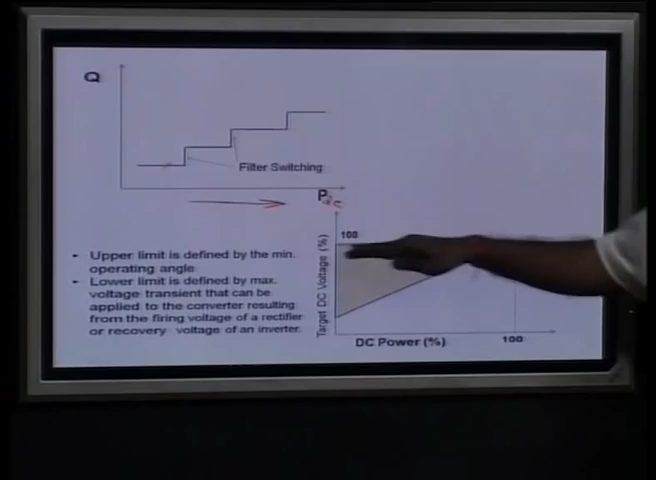 Q
Filter Switching
Pdc
100
Target DC Voltage (%)
• Upper limit is defined by the min.
operating angle
• Lower limit is defined by max.
voltage transient that can be
applied to the converter resulting
from the firing voltage of a rectifier
or recovery voltage of an inverter.
DC Power (%)
100